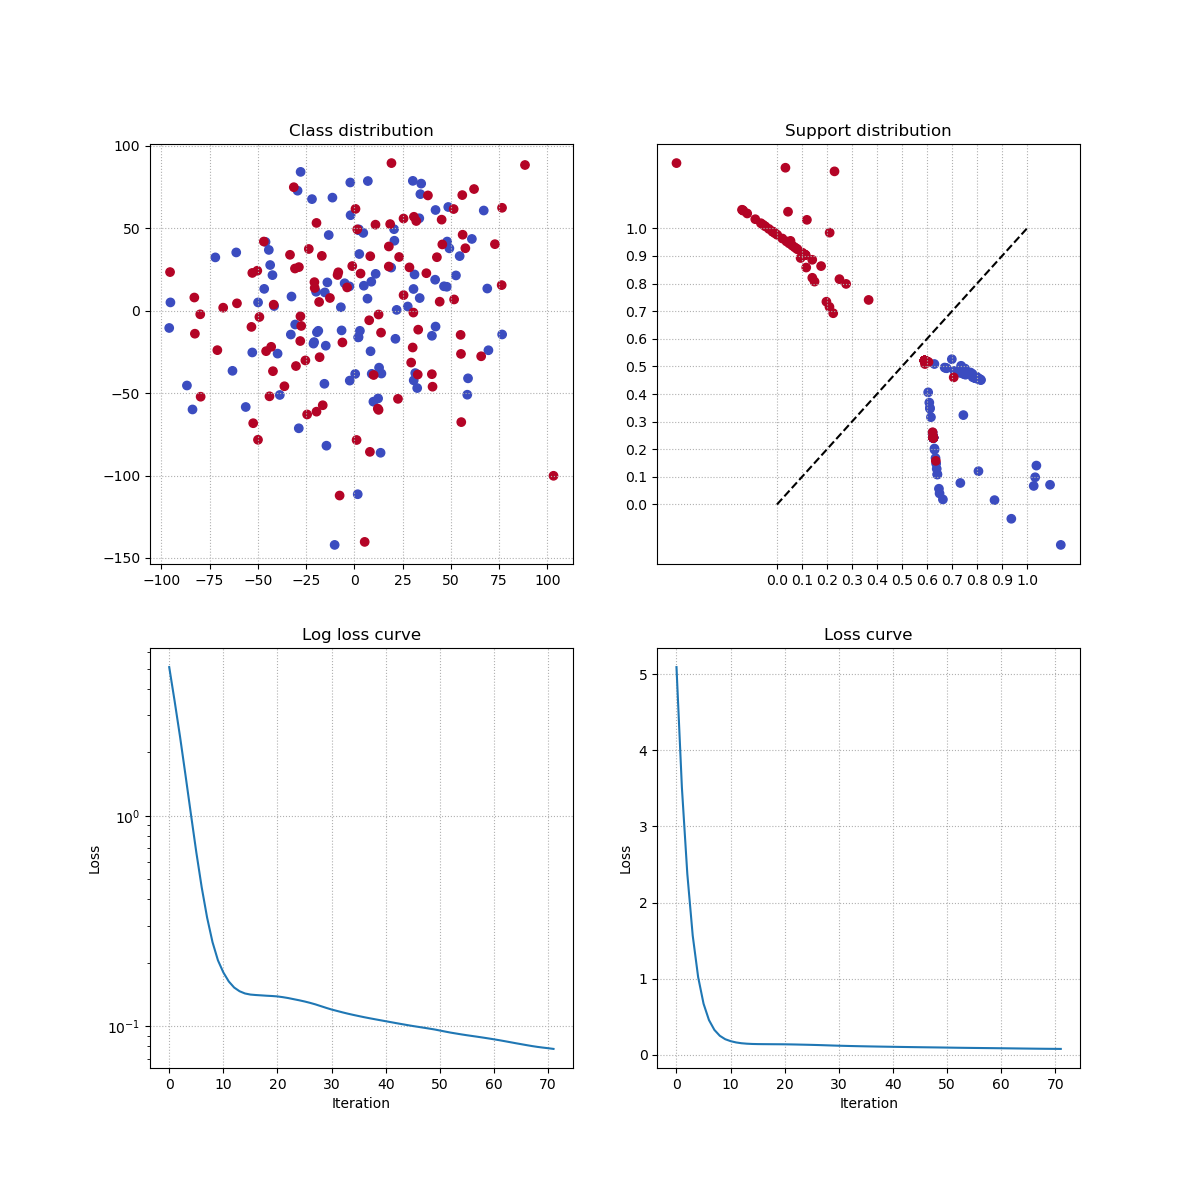 Class distribution
100
50
0
−50
−100
−150
−100 −75 −50 −25 0 25 50 75 100
Support distribution
1.0
0.9
0.8
0.7
0.6
0.5
0.4
0.3
0.2
0.1
0.0
0.0 0.1 0.2 0.3 0.4 0.5 0.6 0.7 0.8 0.9 1.0
Log loss curve
Loss
10⁰
10⁻¹
0 10 20 30 40 50 60 70
Iteration
Loss curve
Loss
5
4
3
2
1
0
0 10 20 30 40 50 60 70
Iteration